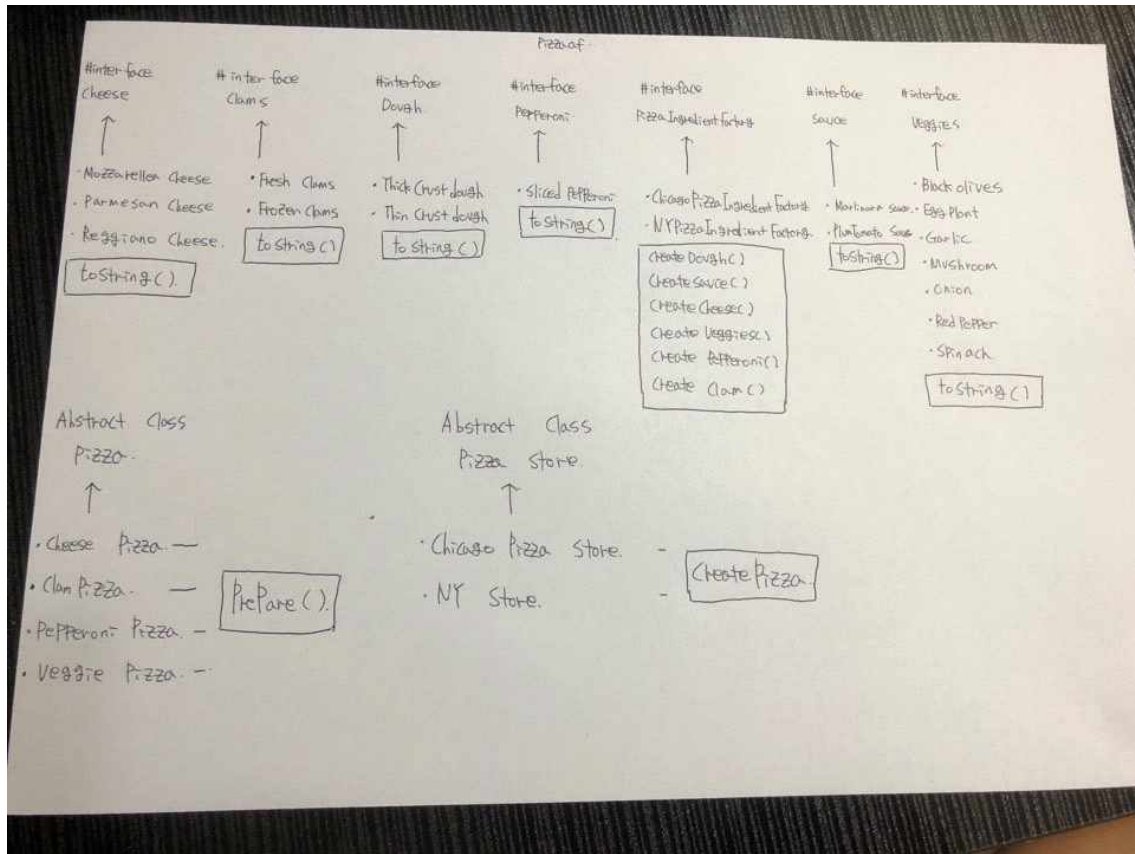 Pizzaaf.
#interface
Cheese
• Mozzarellen Cheese
• Parmesan Cheese
• Reggiano Cheese.
toString().
#interface
Clams
• Fresh Clams
• Frozen Clams
toString()
#interface
Dough.
• Thick Crust dough
• Thin Crust dough
toString()
#interface
Pepperoni.
• Sliced Pepperoni
toString()
#interface
Pizza Ingredient Factory
• Chicago Pizza Ingredient Factory
• NYPizza Ingredient Factory.
Create Dough()
Create Sauce()
Create Cheese()
Create Veggies()
Create Pepperoni()
Create Clam()
#interface
Sauce
• Marinara Sauce.
• PlumTomato Sauce
toString()
#interface
Veggies
• Black olives
• Egg Plant
• Garlic
• Mushroom
• Onion
• Red Pepper
• Spinach
toString()
Abstract Class
Pizza.
• Cheese Pizza. —
• Clam Pizza. —
• Pepperoni Pizza. —
• Veggie Pizza. —
PrePare().
Abstract Class
Pizza Store.
• Chicago Pizza Store. -
• NY Store. -
Create Pizza.